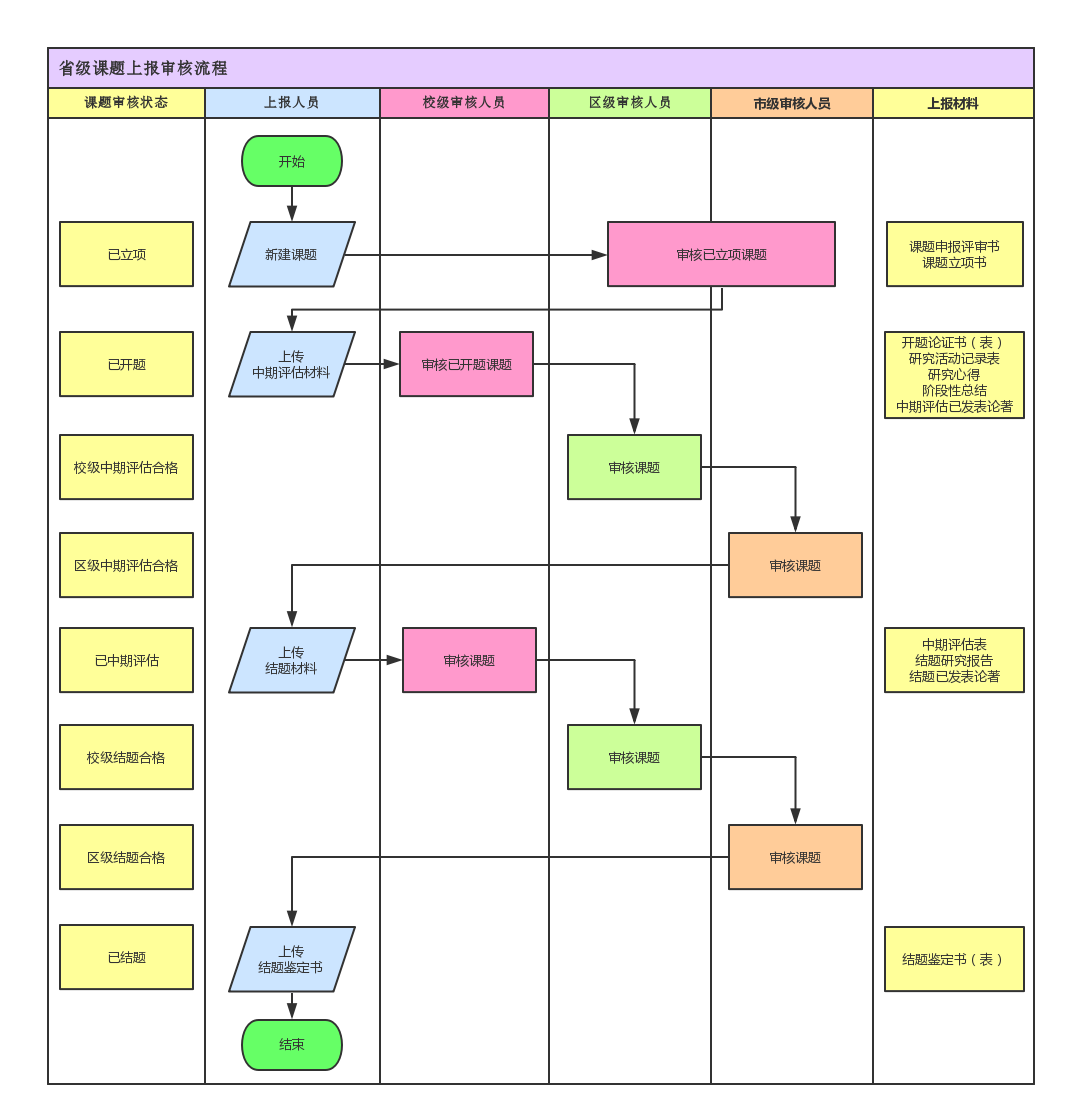 省级课题上报审核流程
课题审核状态
上报人员
校级审核人员
区级审核人员
市级审核人员
上报材料
开始
已立项
新建课题
审核已立项课题
课题申报评审书
课题立项书
已开题
上传
中期评估材料
审核已开题课题
开题论证书（表）
研究活动记录表
研究心得
阶段性总结
中期评估已发表论著
校级中期评估合格
审核课题
区级中期评估合格
审核课题
已中期评估
上传
结题材料
审核课题
中期评估表
结题研究报告
结题已发表论著
校级结题合格
审核课题
区级结题合格
审核课题
已结题
上传
结题鉴定书
结题鉴定书（表）
结束